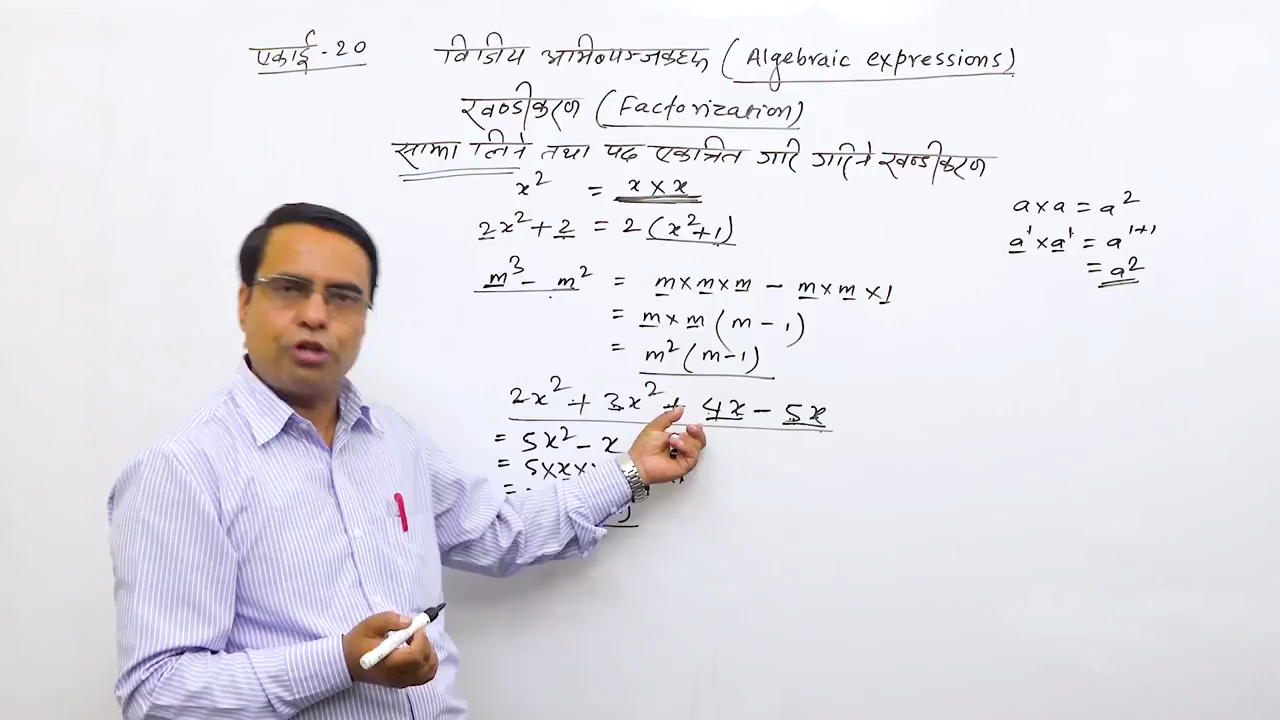 एकाई - 20
विजिय अभिव्यञ्जकहरू (Algebraic expressions)
खण्डीकरण (Factorization)
साझा लिने तथा पद एकत्रित गरि गरिने खण्डीकरण
x² = x × x
2x² + 2 = 2 (x² + 1)
m³ - m² = m × m × m - m × m × 1
= m × m (m - 1)
= m² (m - 1)
2x² + 3x² + 4x - 5x
= 5x² - x
= 5 × x ×
=
a × a = a²
a¹ × a¹ = a¹⁺¹
= a²